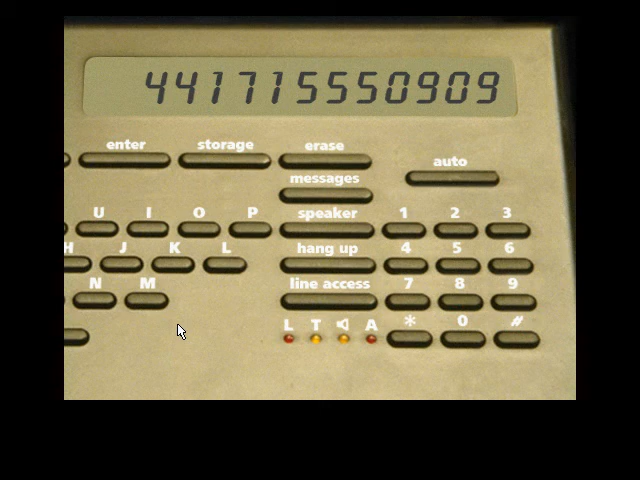 441715550909
enter storage erase
auto
messages
U I O P speaker 1 2 3
H J K L hang up 4 5 6
N M line access 7 8 9
L T A * 0 #